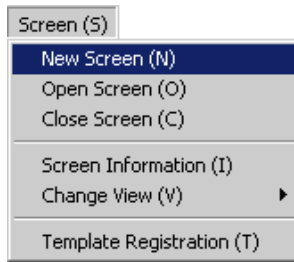 Screen (S)
New Screen (N)
Open Screen (O)
Close Screen (C)
Screen Information (I)
Change View (V)
Template Registration (T)